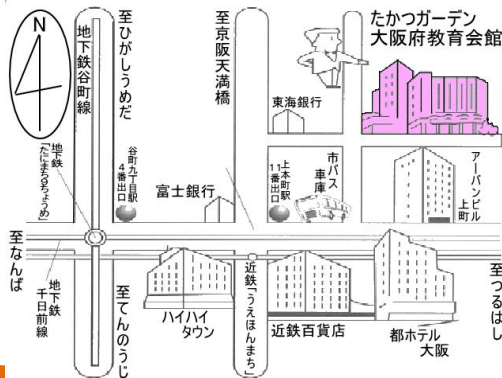 N
至ひがしうめだ
地下鉄谷町線
至京阪天満橋
たかつガーデン
大阪府教育会館
東海銀行
地下鉄
「たにまち9ちょうめ」
谷町九丁目駅
4番出口
富士銀行
上本町駅
11番出口
市バス
車庫
アーバンビル
上町
至なんば
地下鉄
千日前線
至てんのうじ
ハイハイ
タウン
近鉄「うえほんまち」
近鉄百貨店
都ホテル
大阪
至つるはし